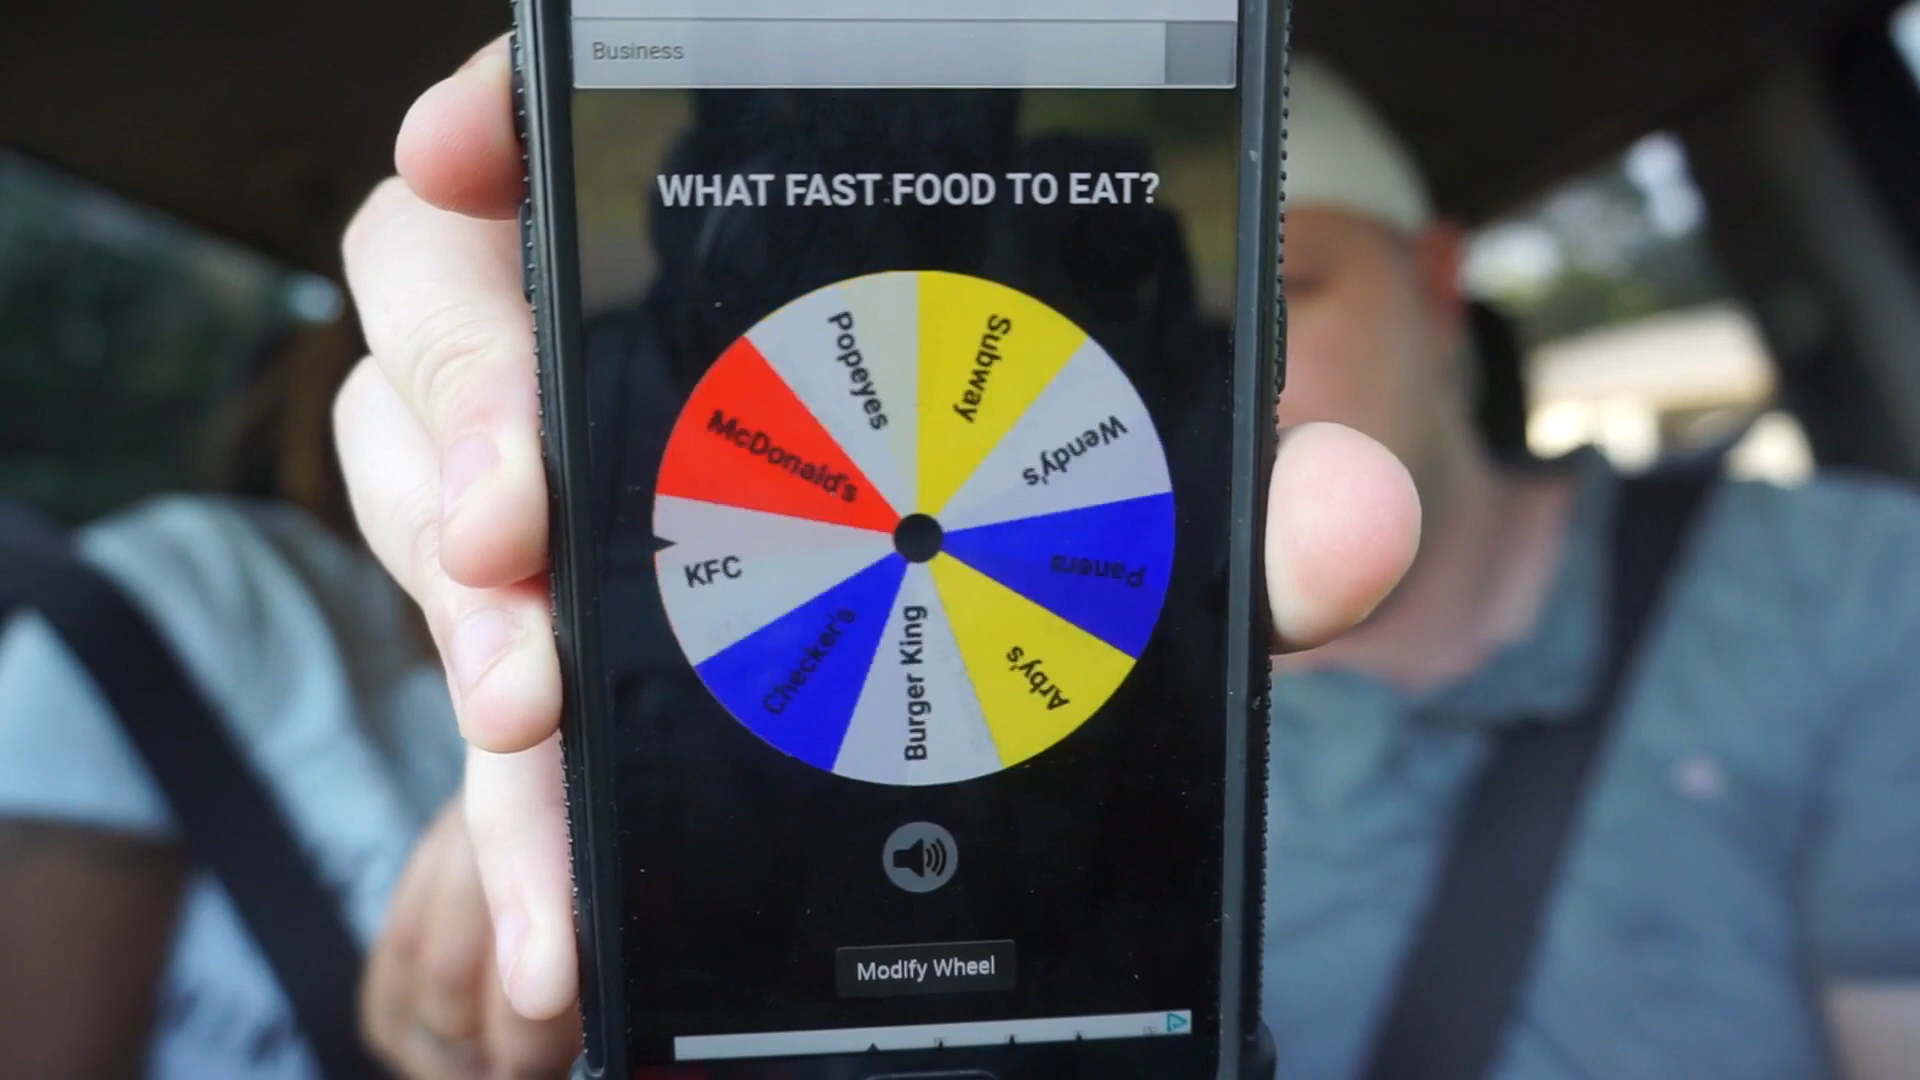 Business
WHAT FAST FOOD TO EAT?
Popeyes
Subway
Wendy's
McDonald's
Panera
KFC
Arby's
Checker's
Burger King
Modify Wheel